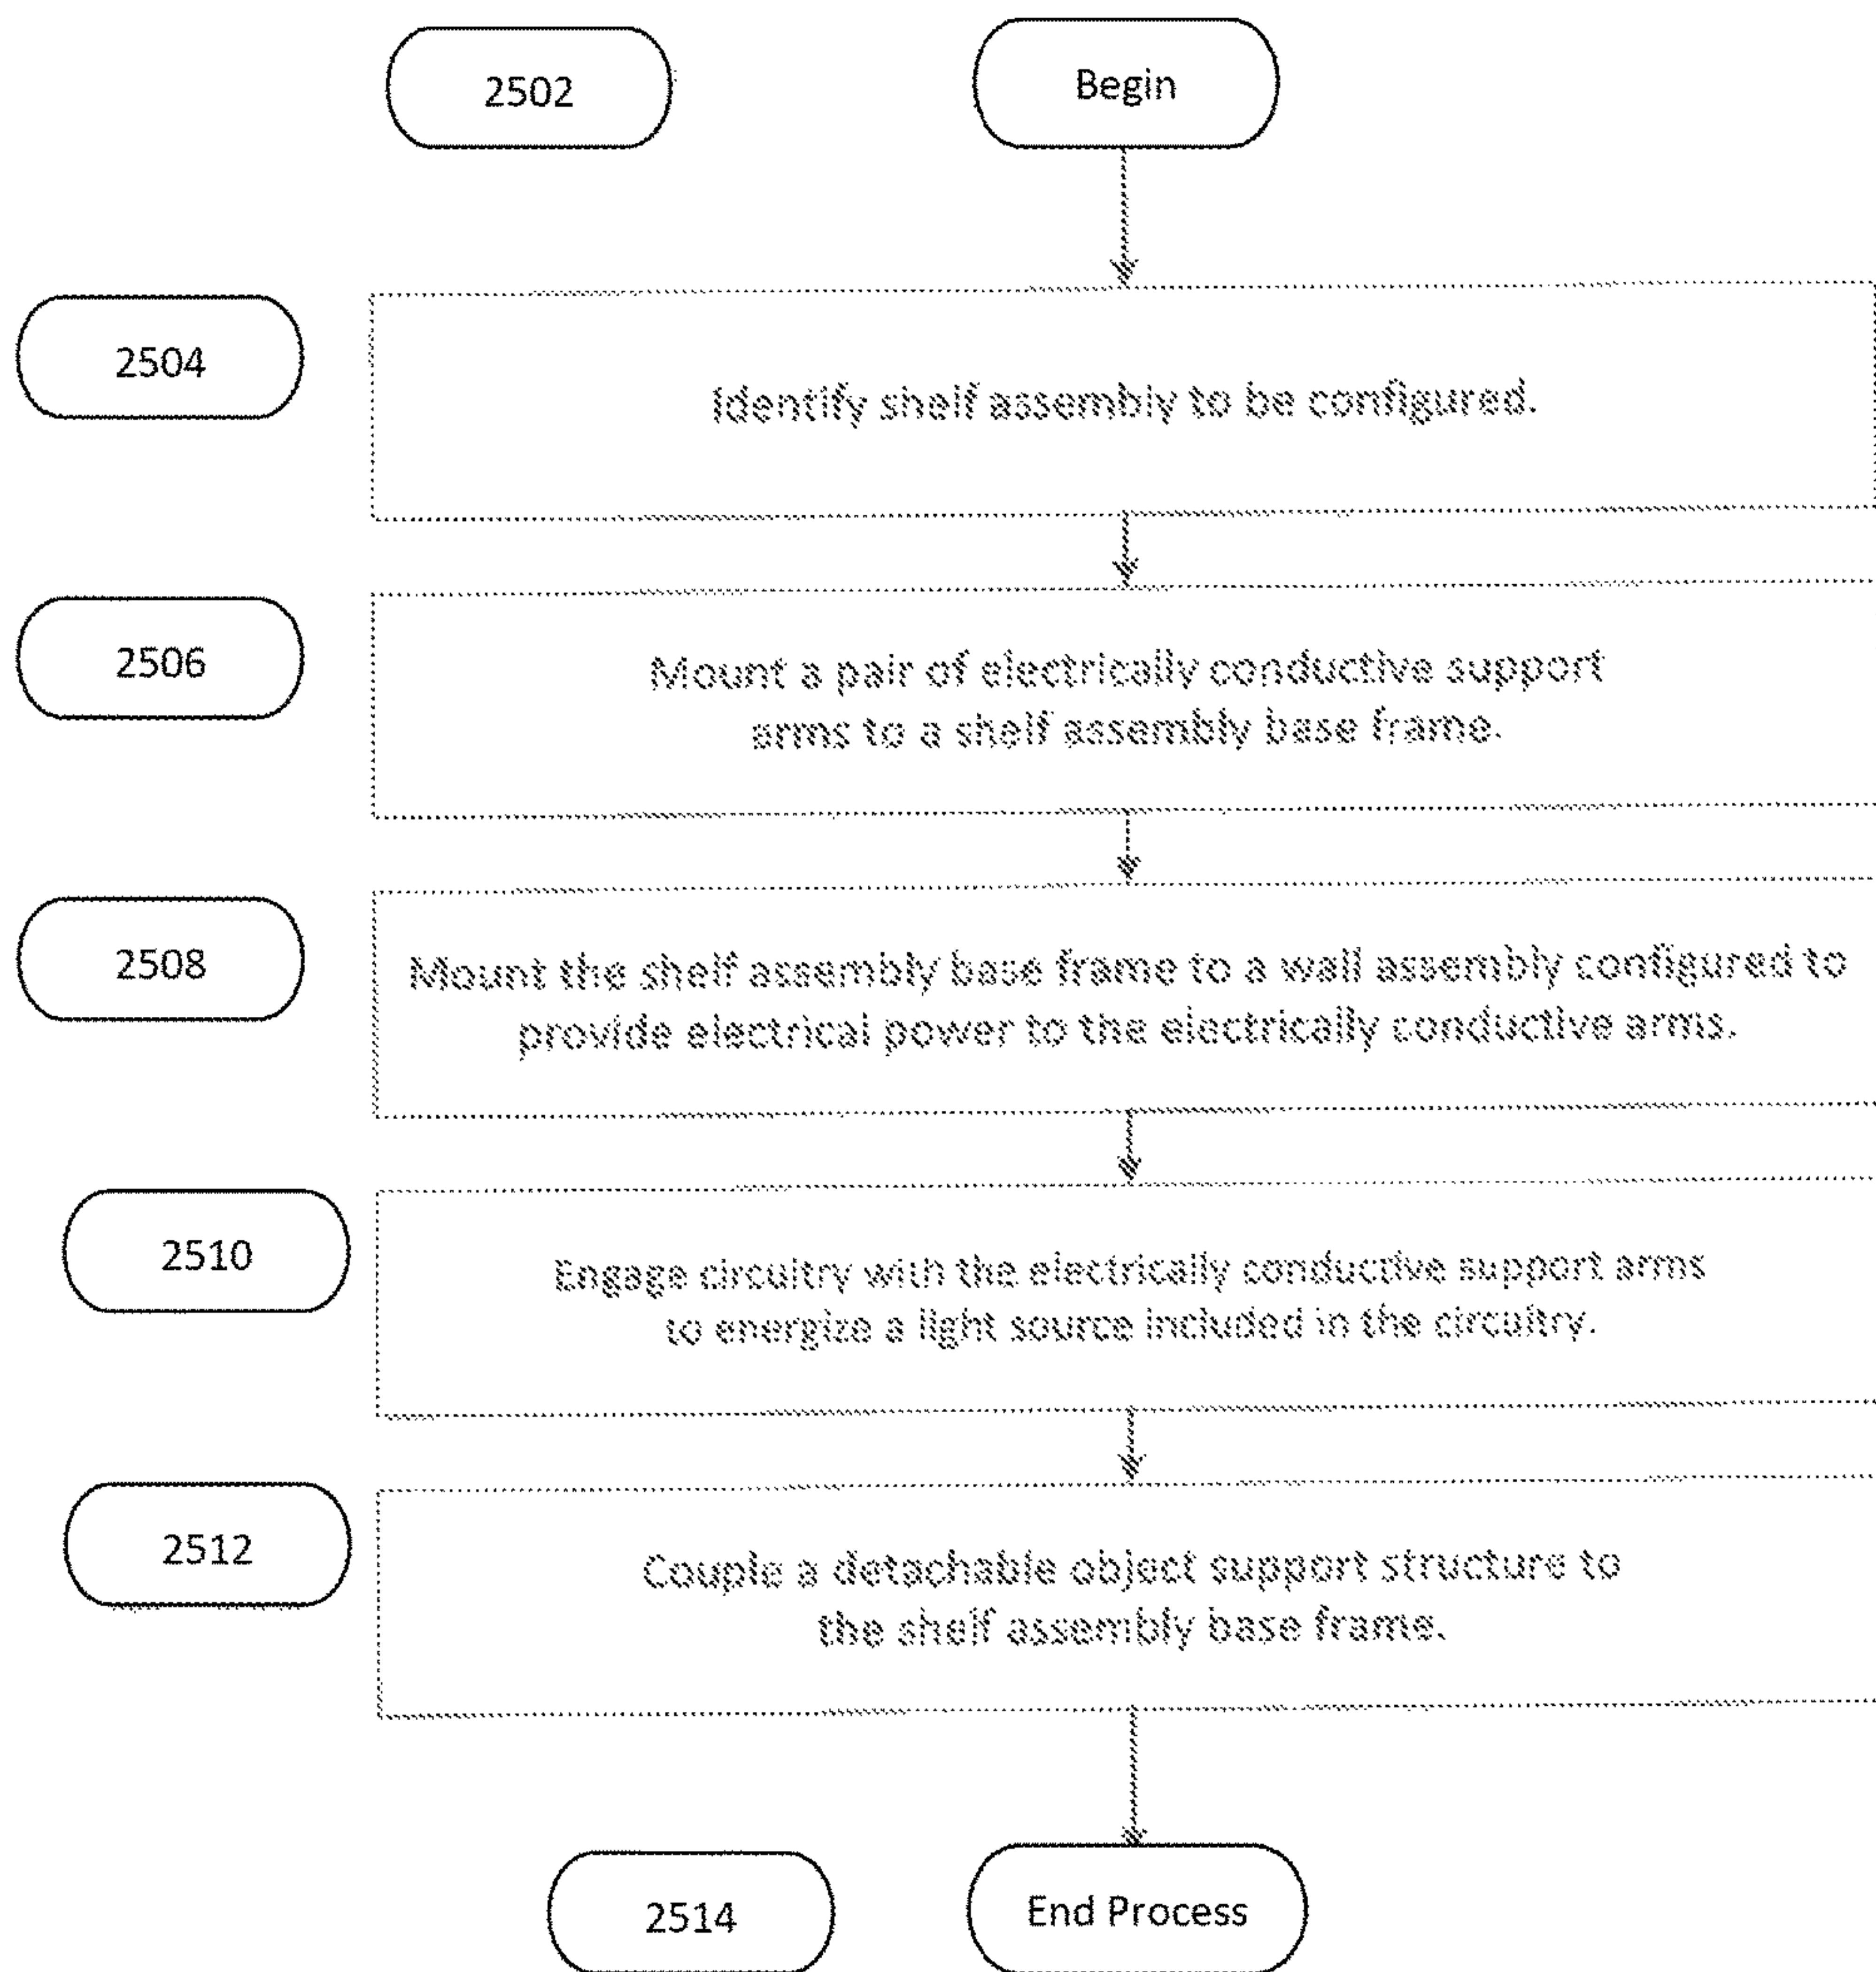 2502
Begin
2504
Identify shelf assembly to be configured.
2506
Mount a pair of electrically conductive support
arms to a shelf assembly base frame.
2508
Mount the shelf assembly base frame to a wall assembly configured to
provide electrical power to the electrically conductive arms.
2510
Engage circuitry with the electrically conductive support arms
to energize a light source included in the circuitry.
2512
Couple a detachable object support structure to
the shelf assembly base frame.
2514
End Process